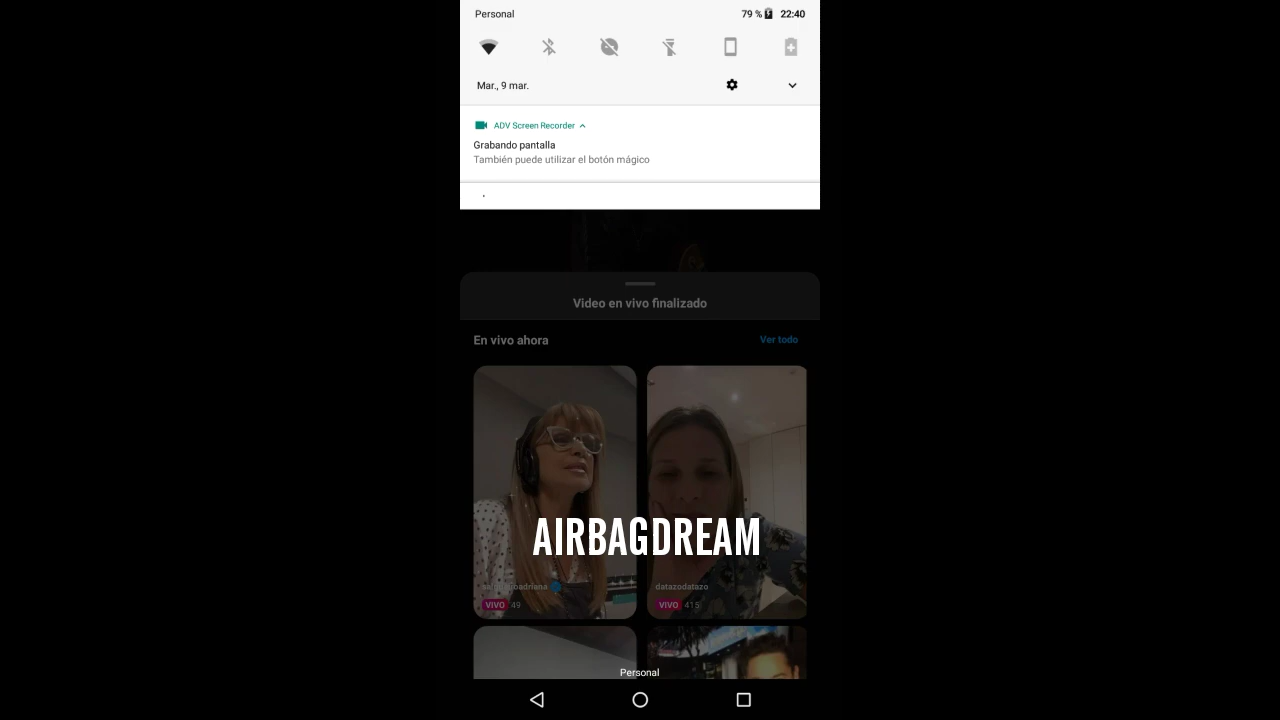 Personal
79 % 22:40
Mar., 9 mar.
ADV Screen Recorder
Grabando pantalla
También puede utilizar el botón mágico
Video en vivo finalizado
En vivo ahora
Ver todo
AIRBAGDREAM
datazodatazo
VIVO 49
VIVO 415
Personal